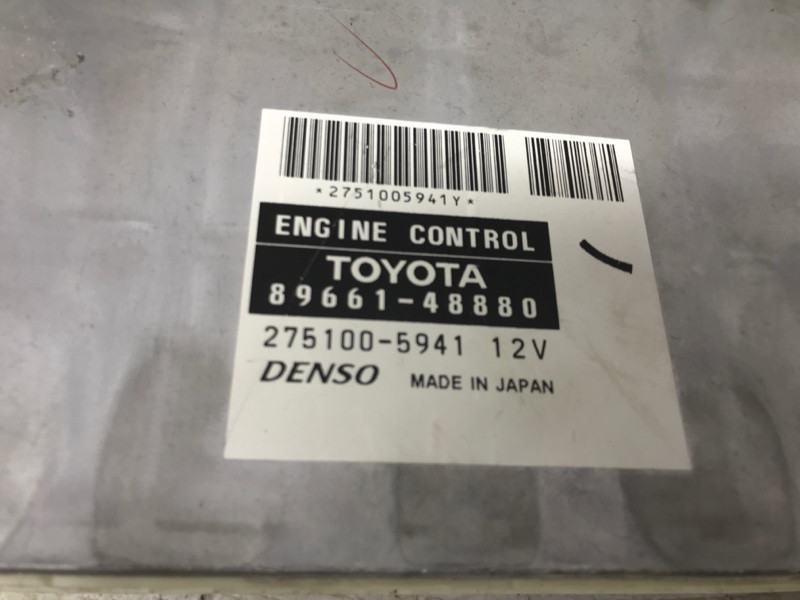 *2751005941Y*
ENGINE CONTROL
TOYOTA
89661-48880
275100-5941 12V
DENSO MADE IN JAPAN